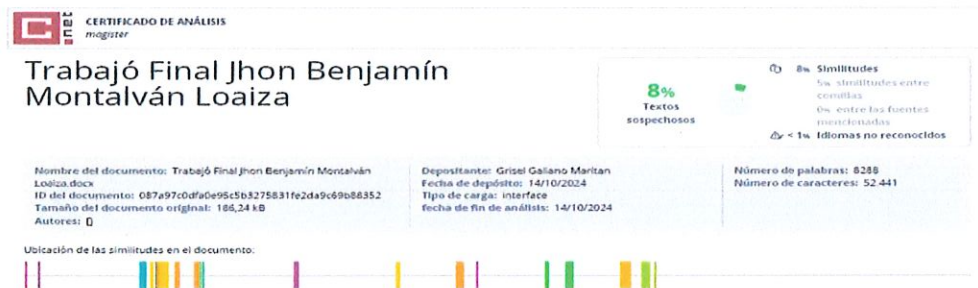 CERTIFICADO DE ANÁLISIS
magister
Trabajó Final Jhon Benjamín
Montalván Loaiza
8%
Textos
sospechosos
8% Similitudes
5% similitudes entre
comillas
0% entre las fuentes
mencionadas
< 1% Idiomas no reconocidos
Nombre del documento: Trabajó Final Jhon Benjamín Montalván
Loaiza.docx
ID del documento: 087a97c0dfa0e95c5b3275831fe2da9c69b88352
Tamaño del documento original: 186,24 kB
Autores: []
Depositante: Grisel Galiano Maritan
Fecha de depósito: 14/10/2024
Tipo de carga: interface
fecha de fin de análisis: 14/10/2024
Número de palabras: 8288
Número de caracteres: 52.441
Ubicación de las similitudes en el documento: